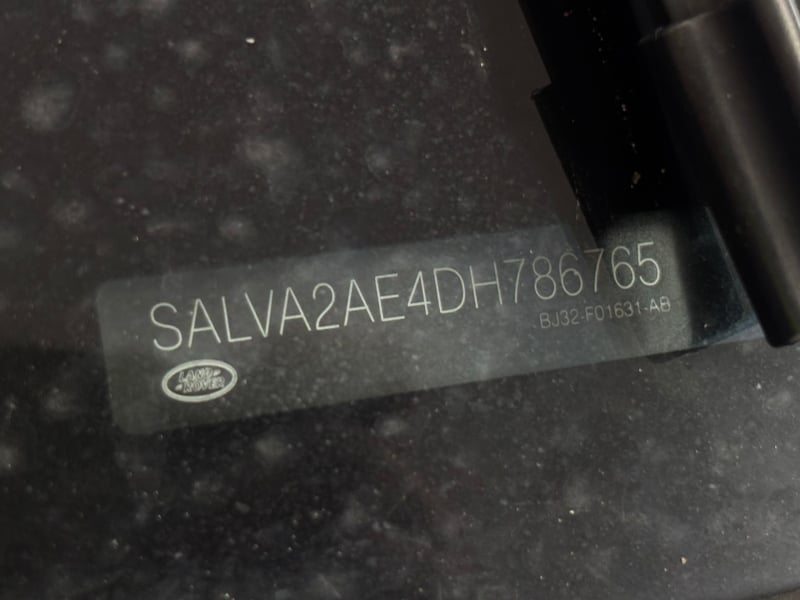 SALVA2AE4DH786765
BJ32-F01631-AB
LAND
ROVER